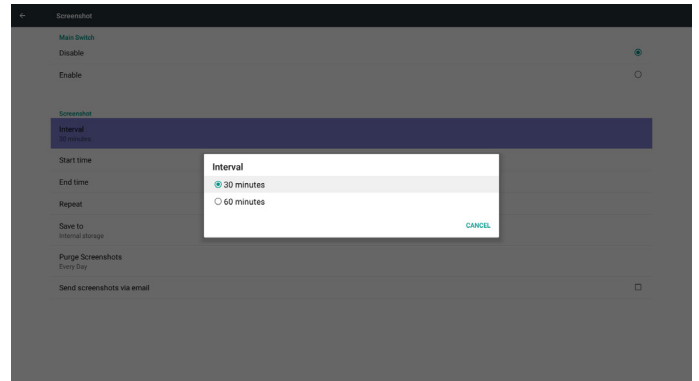 Screenshot
Main Switch
Disable
Enable
Screenshot
Interval
30 minutes
Start time
End time
Repeat
Save to
Internal storage
Purge Screenshots
Every Day
Send screenshots via email
Interval
30 minutes
60 minutes
CANCEL